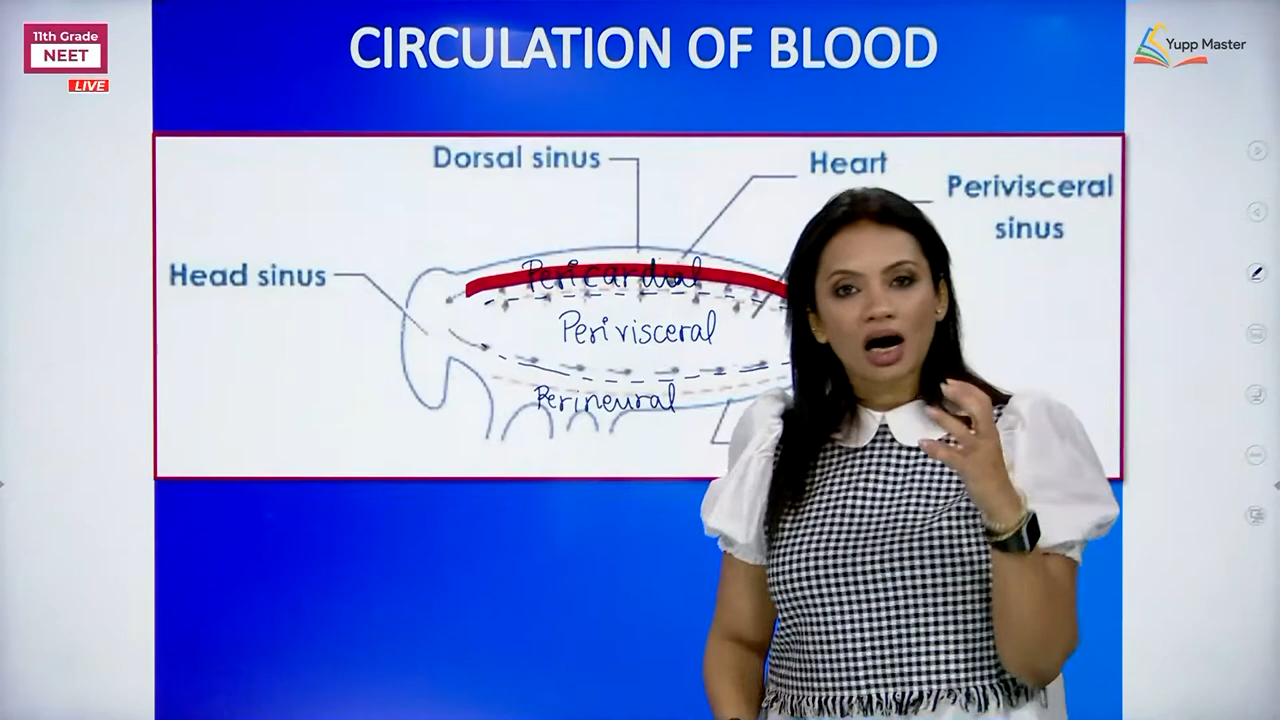 11th Grade
NEET
LIVE
CIRCULATION OF BLOOD
Yupp Master
Dorsal sinus
Heart
Perivisceral
sinus
Head sinus
Pericardial
Perivisceral
Perineural